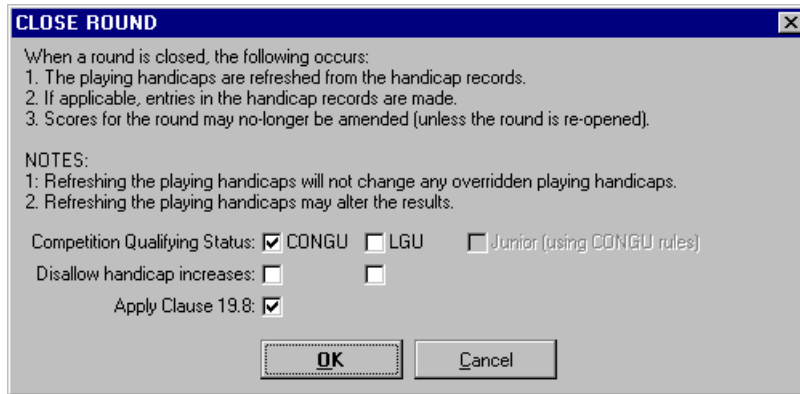 CLOSE ROUND
When a round is closed, the following occurs:
1. The playing handicaps are refreshed from the handicap records.
2. If applicable, entries in the handicap records are made.
3. Scores for the round may no-longer be amended (unless the round is re-opened).
NOTES:
1: Refreshing the playing handicaps will not change any overridden playing handicaps.
2. Refreshing the playing handicaps may alter the results.
Competition Qualifying Status: CONGU LGU Junior (using CONGU rules)
Disallow handicap increases:
Apply Clause 19.8:
OK Cancel